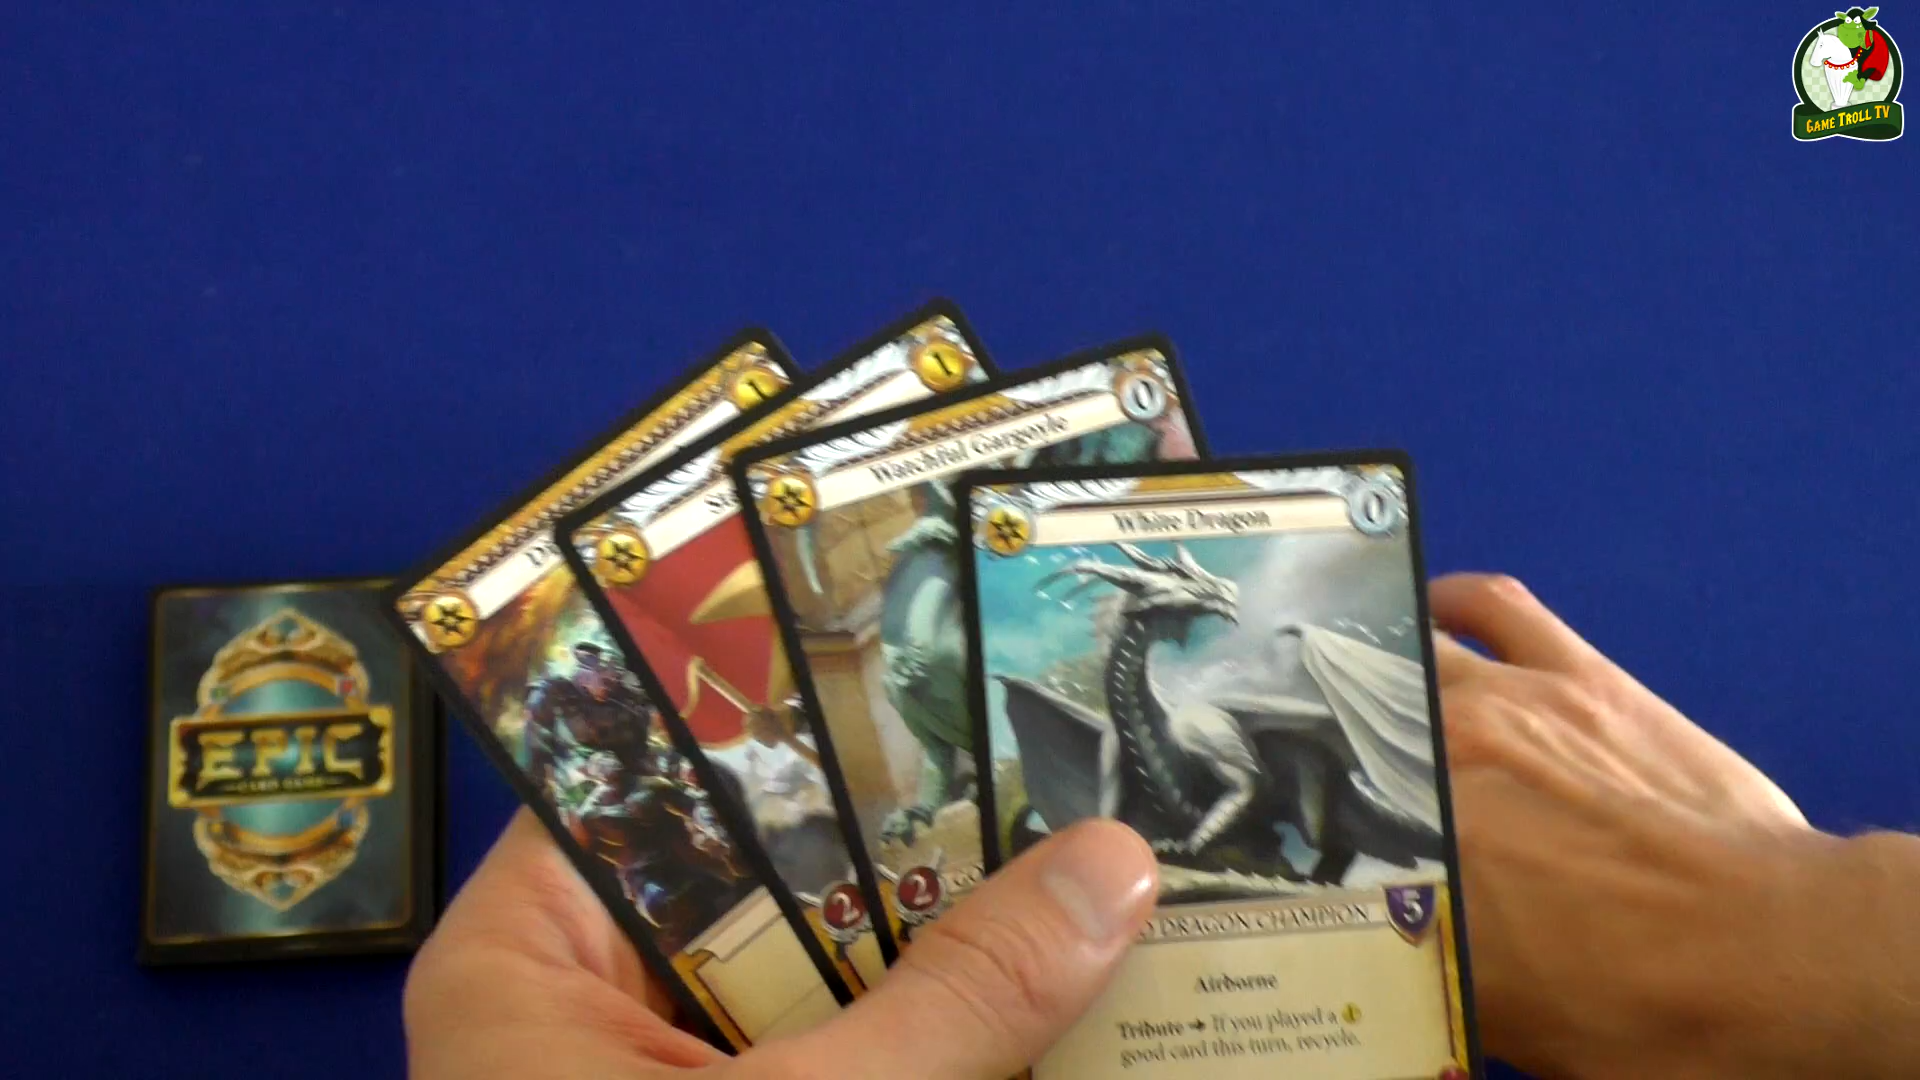 GAME TROLL TV
1
1
0
Watchful Gargoyle
0
White Dragon
EPIC
CARD GAME
2
2
DRAGON CHAMPION
5
Airborne
Tribute → If you played a 1
good card this turn, recycle.